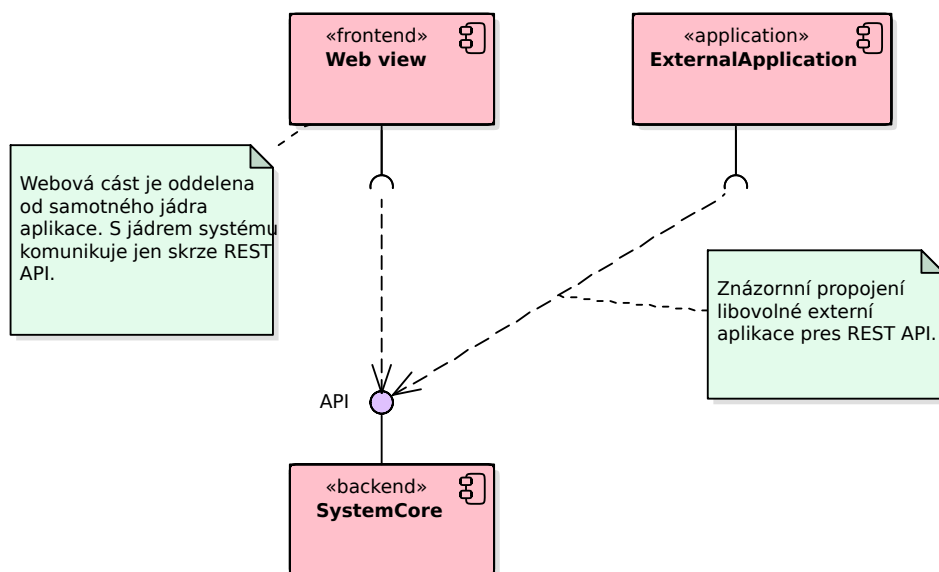 «frontend»
Web view
«application»
ExternalApplication
Webová cást je oddelena
od samotného jádra
aplikace. S jádrem systému
komunikuje jen skrze REST
API.
Znázornní propojení
libovolné externí
aplikace pres REST API.
API
«backend»
SystemCore